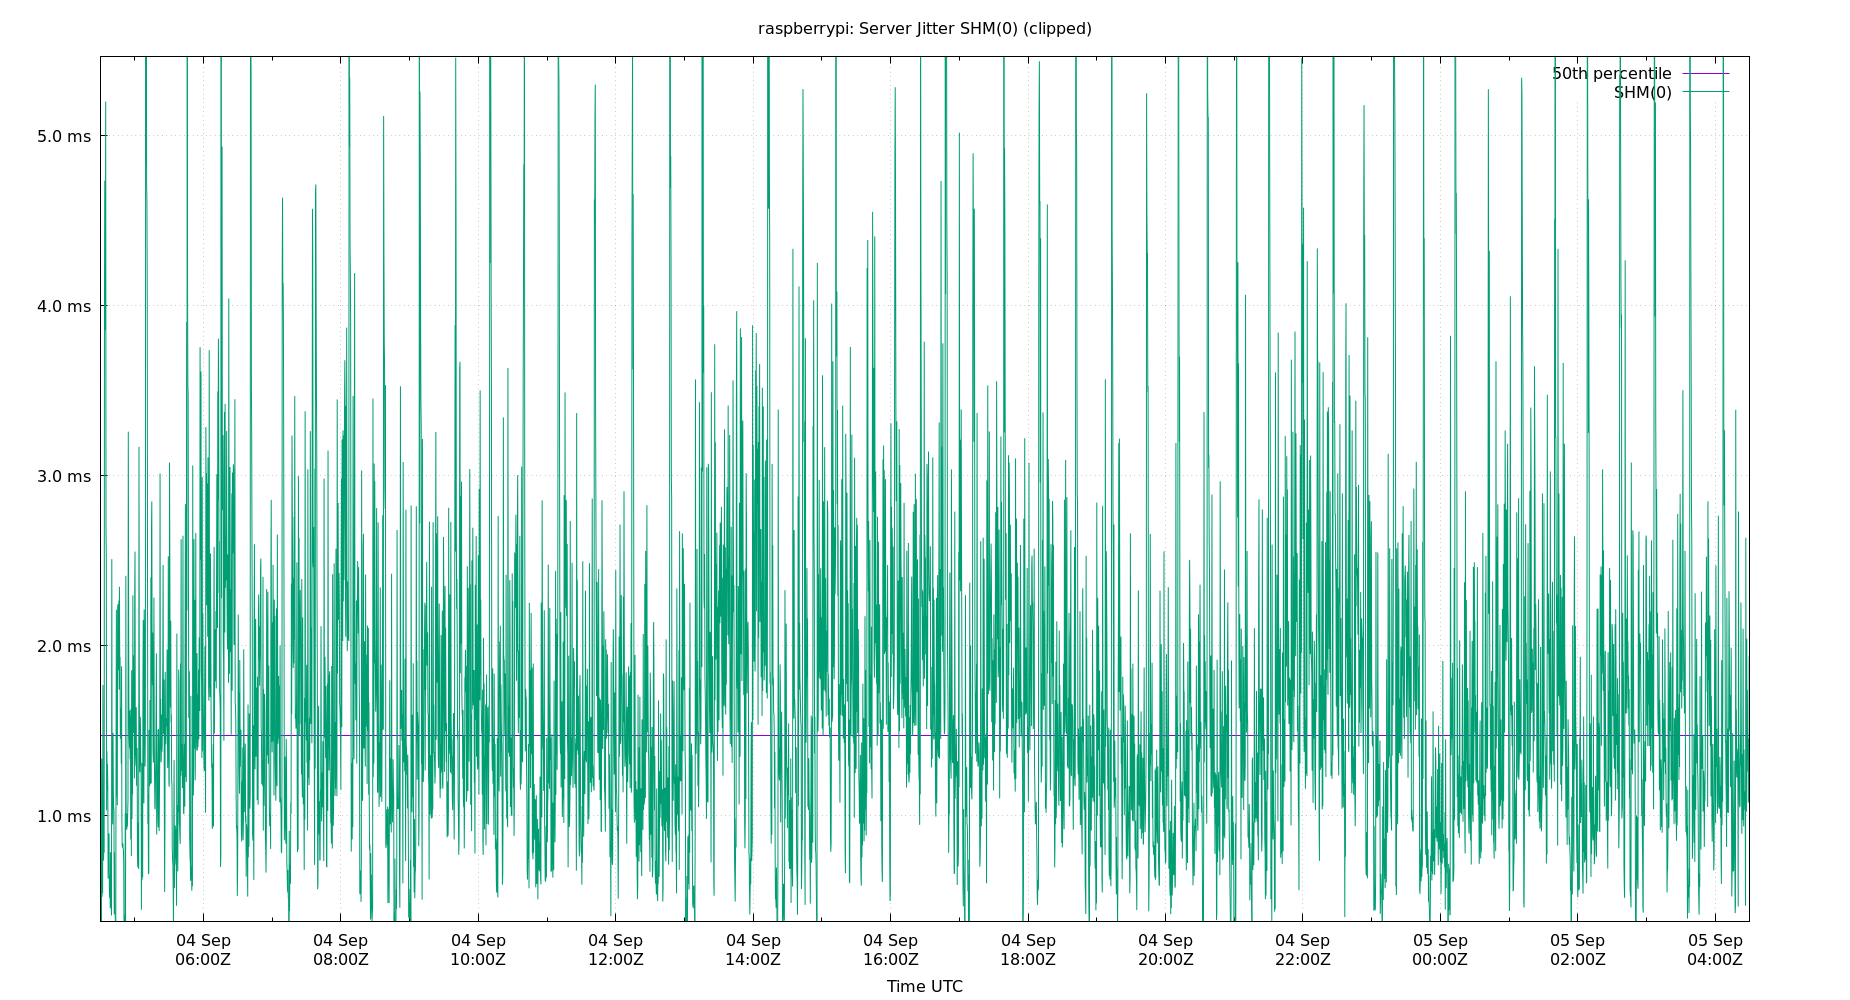 raspberrypi: Server Jitter SHM(0) (clipped)
50th percentile
SHM(0)
5.0 ms
4.0 ms
3.0 ms
2.0 ms
1.0 ms
04 Sep 04 Sep 04 Sep 04 Sep 04 Sep 04 Sep 04 Sep 04 Sep 04 Sep 05 Sep 05 Sep 05 Sep
06:00Z 08:00Z 10:00Z 12:00Z 14:00Z 16:00Z 18:00Z 20:00Z 22:00Z 00:00Z 02:00Z 04:00Z
Time UTC